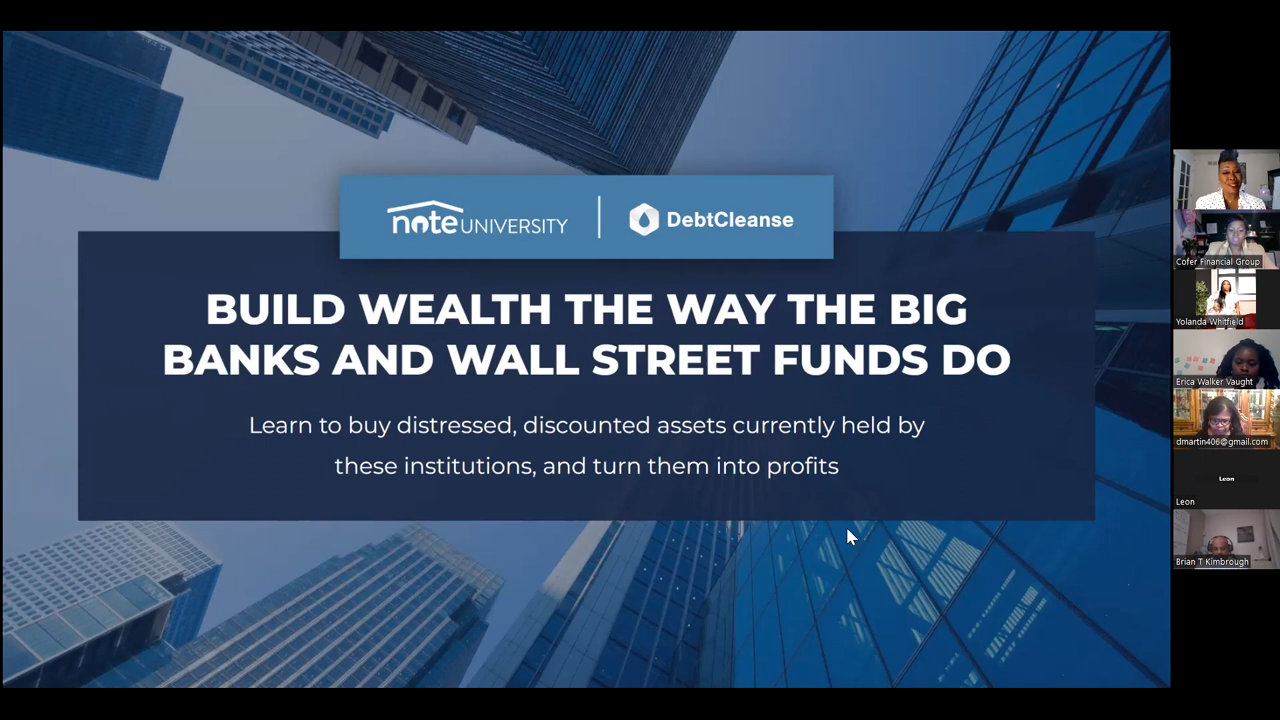 note UNIVERSITY
DebtCleanse
BUILD WEALTH THE WAY THE BIG
BANKS AND WALL STREET FUNDS DO
Learn to buy distressed, discounted assets currently held by
these institutions, and turn them into profits
Cofer Financial Group
Yolanda Whitfield
Erica Walker Vaught
dmartin406@gmail.com
Leon
Leon
Brian T Kimbrough